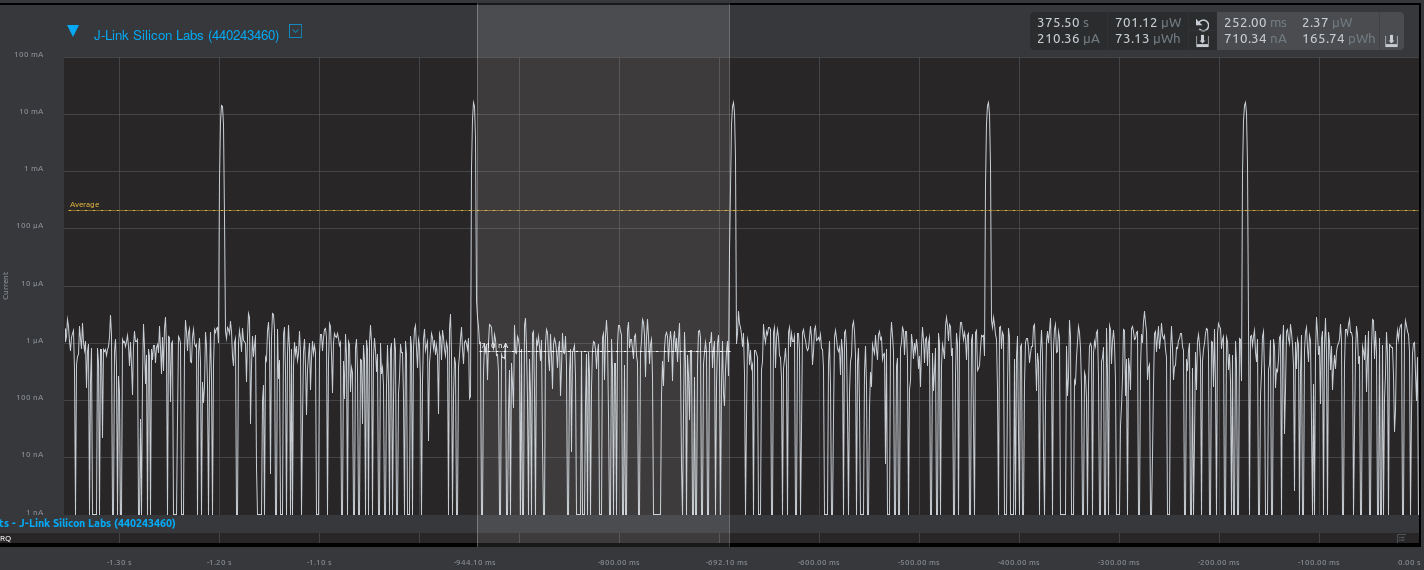 J-Link Silicon Labs (440243460)
375.50 s 701.12 µW 252.00 ms 2.37 µW
210.36 µA 73.13 µWh 710.34 nA 165.74 pWh
100 mA
10 mA
1 mA
Average
100 µA
Current
10 µA
1 µA
100 nA
10 nA
1 nA
ts - J-Link Silicon Labs (440243460)
RQ
-1.30 s -1.20 s -1.10 s -944.10 ms -800.00 ms -692.10 ms -600.00 ms -500.00 ms -400.00 ms -300.00 ms -200.00 ms -100.00 ms 0.00 s